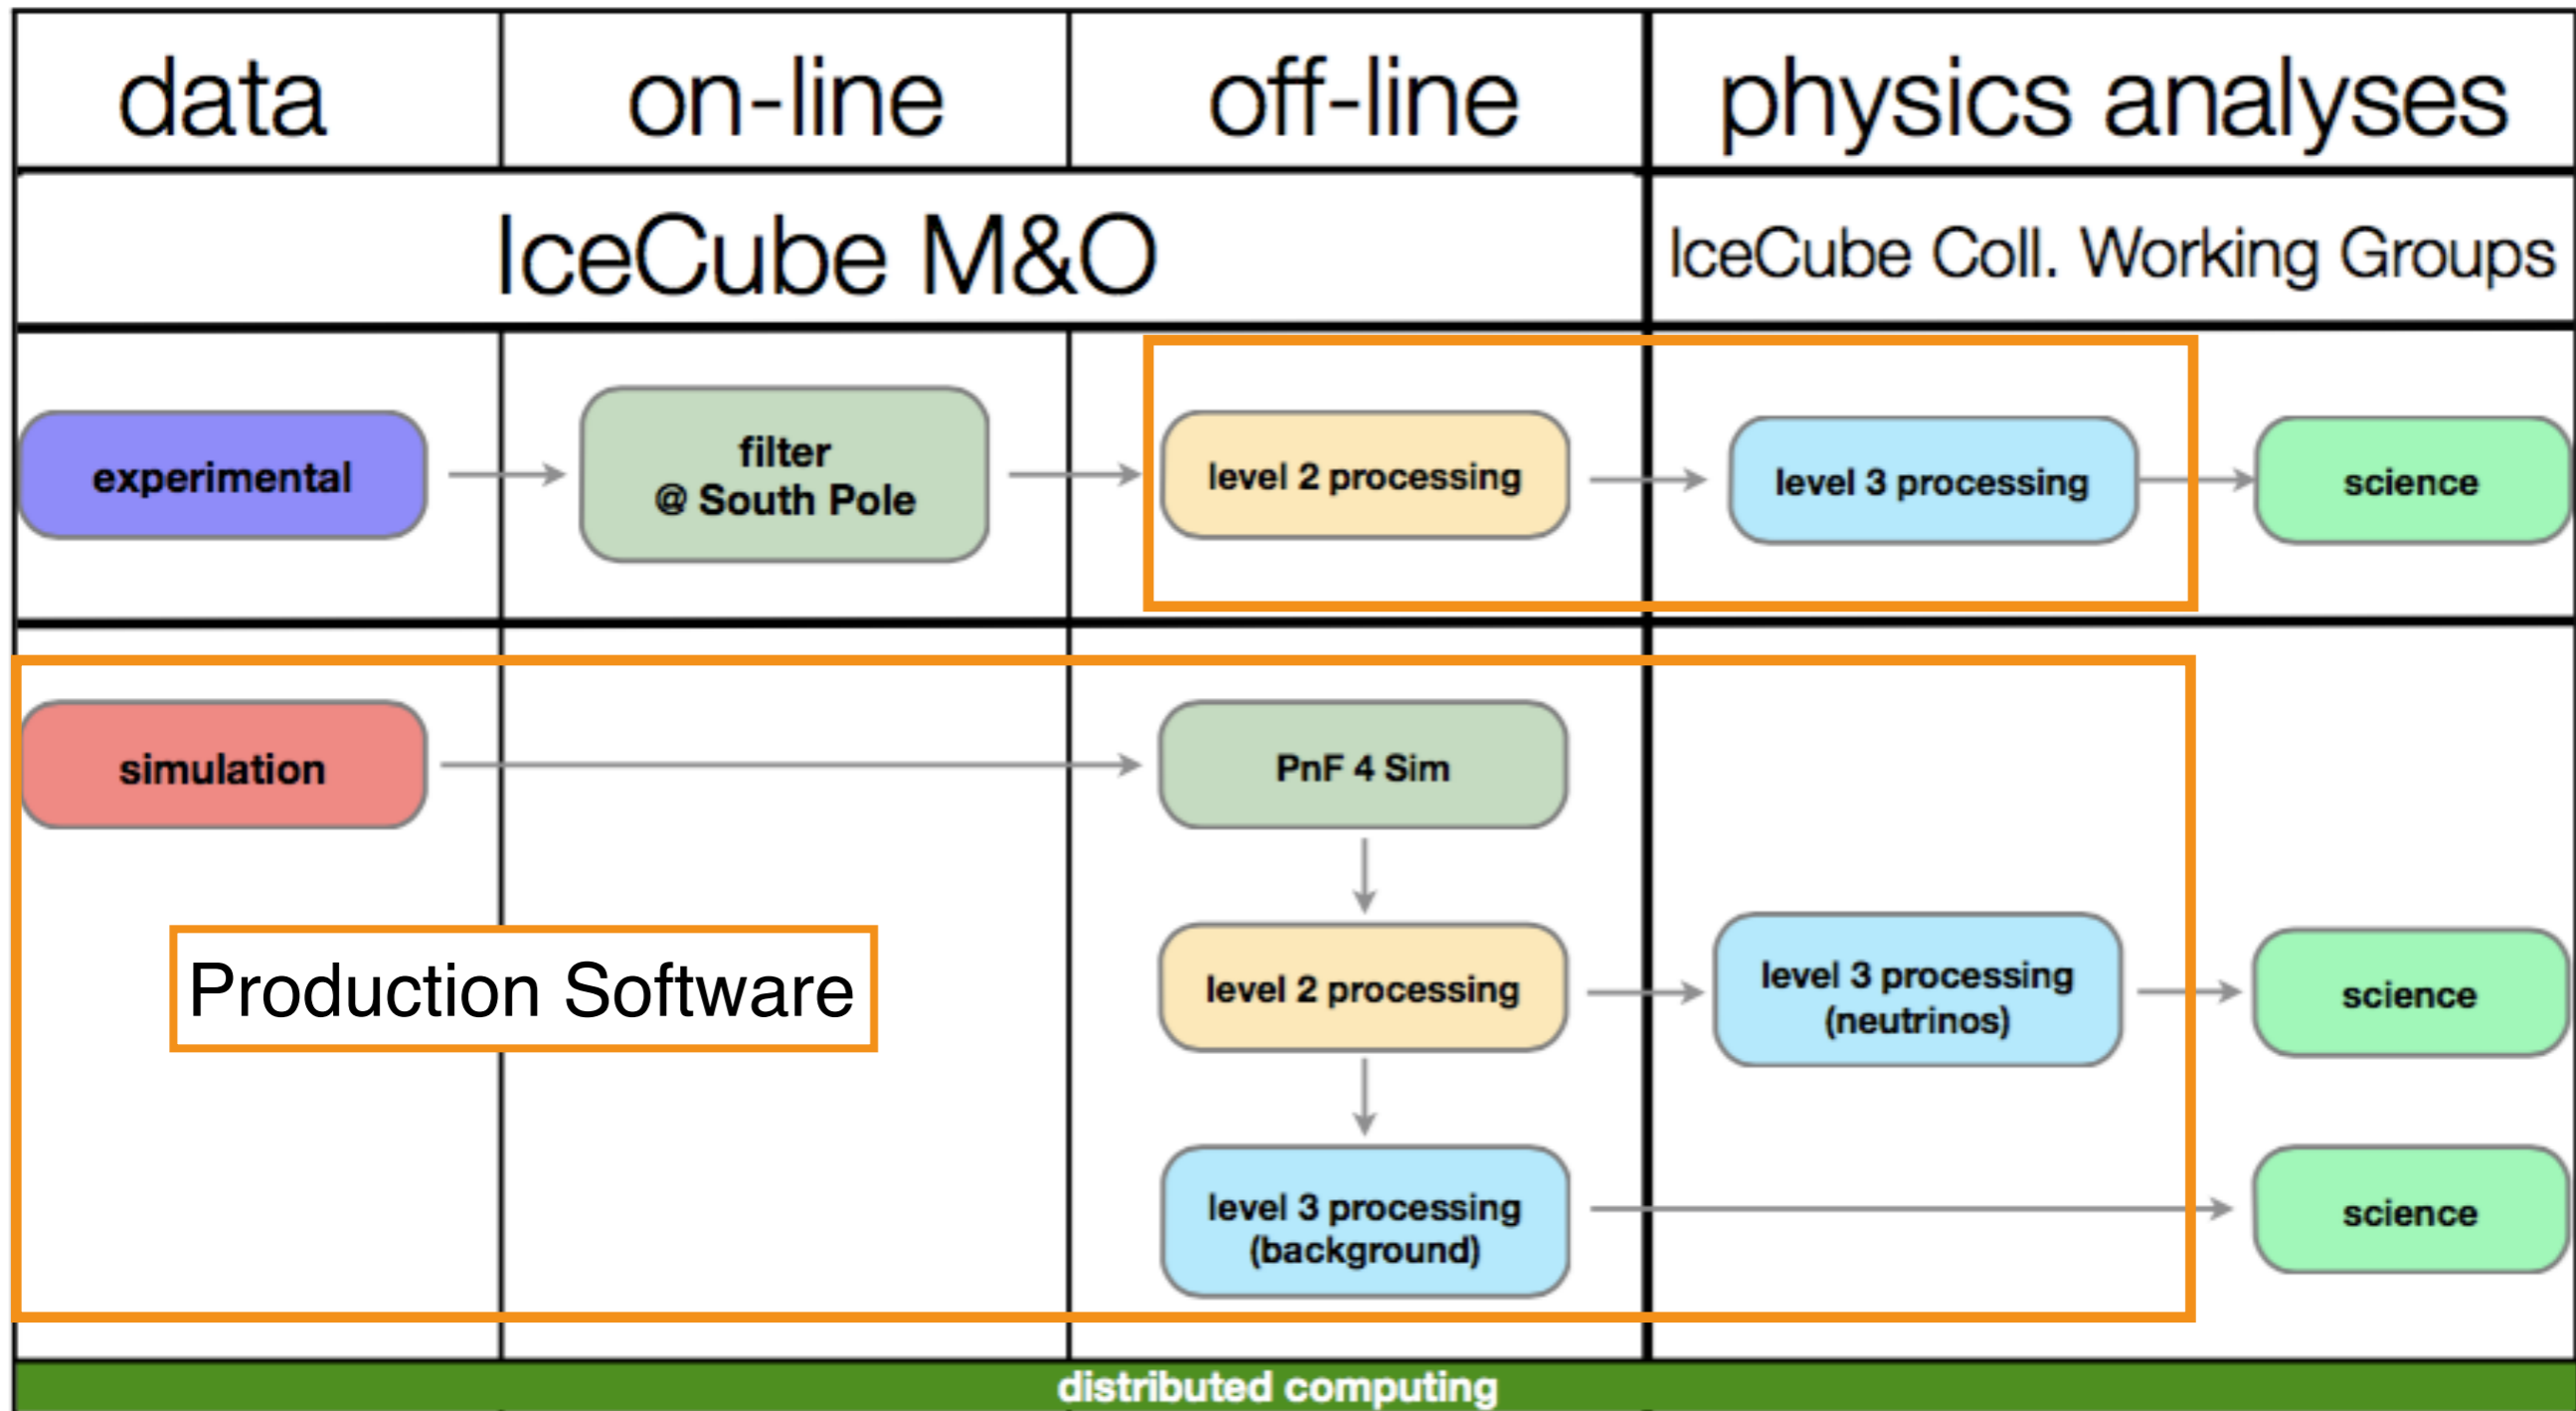 data
on-line
off-line
physics analyses
IceCube M&O
IceCube Coll. Working Groups
experimental
filter
@ South Pole
level 2 processing
level 3 processing
science
simulation
PnF 4 Sim
Production Software
level 2 processing
level 3 processing
(neutrinos)
science
level 3 processing
(background)
science
distributed computing